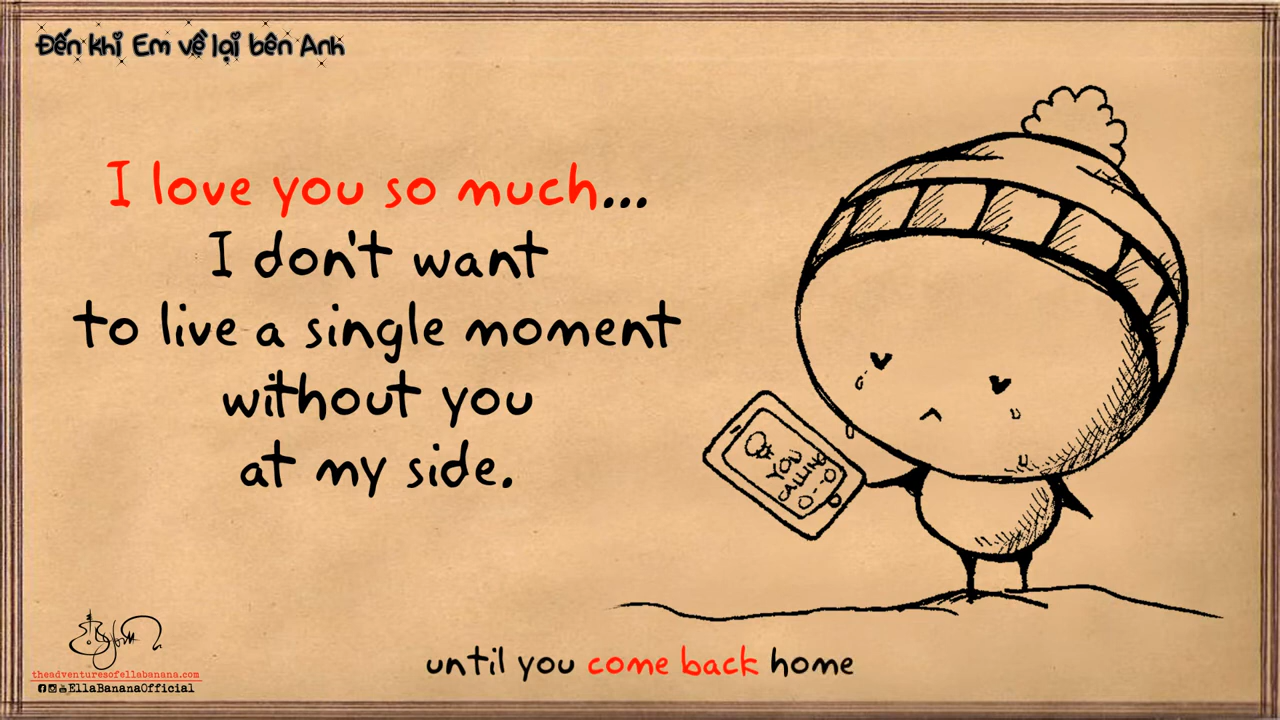 Đến khi Em về lại bên Anh
I love you so much...
I don't want
to live a single moment
without you
at my side.
YOU
CALLING
until you come back home
theadventuresofellabanana.com
EllaBananaOfficial